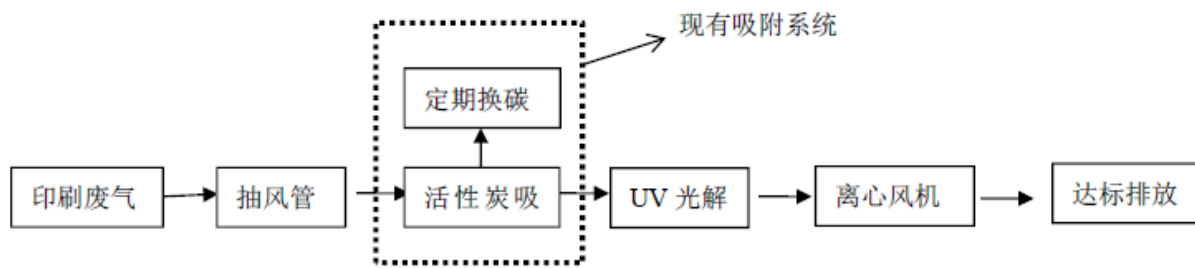 现有吸附系统
定期换碳
印刷废气
抽风管
活性炭吸
UV 光解
离心风机
达标排放